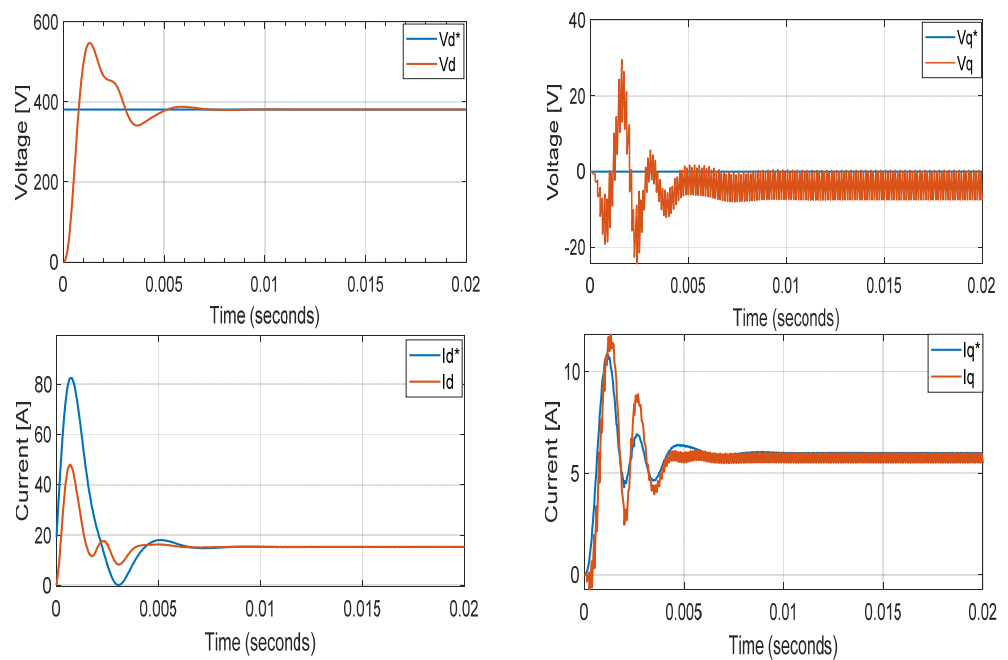 600
400
200
0
Voltage [V]
Vd*
Vd
0
0.005
0.01
0.015
0.02
Time (seconds)
40
20
0
-20
Voltage [V]
Vq*
Vq
0
0.005
0.01
0.015
0.02
Time (seconds)
80
60
40
20
0
Current [A]
Id*
Id
0
0.005
0.01
0.015
0.02
Time (seconds)
10
5
0
Current [A]
Iq*
Iq
0
0.005
0.01
0.015
0.02
Time (seconds)